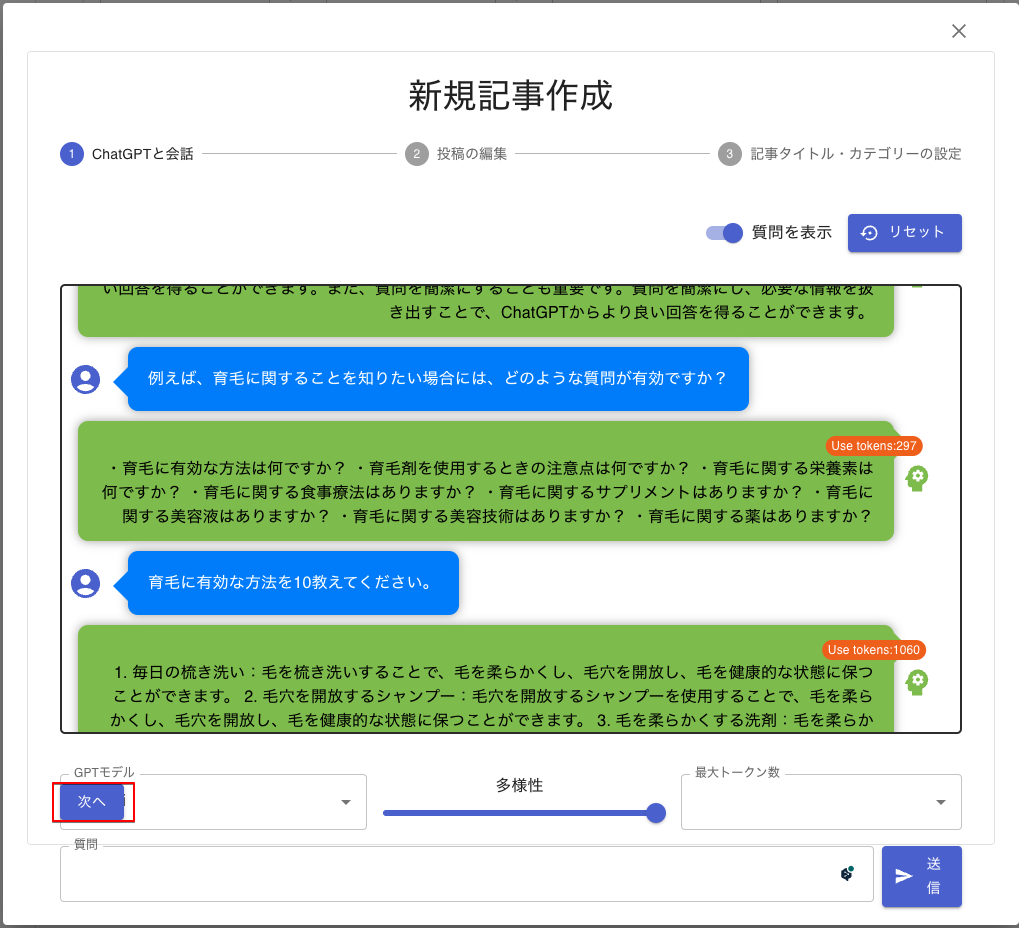 新規記事作成
1 ChatGPTと会話
2 投稿の編集
3 記事タイトル・カテゴリーの設定
質問を表示
リセット
い回答を得ることができます。また、質問を簡潔にすることも重要です。質問を簡潔にし、必要な情報を抜
き出すことで、ChatGPTからより良い回答を得ることができます。
例えば、育毛に関することを知りたい場合には、どのような質問が有効ですか？
Use tokens:297
・育毛に有効な方法は何ですか？ ・育毛剤を使用するときの注意点は何ですか？ ・育毛に関する栄養素は
何ですか？ ・育毛に関する食事療法はありますか？ ・育毛に関するサプリメントはありますか？ ・育毛に
関する美容液はありますか？ ・育毛に関する美容技術はありますか？ ・育毛に関する薬はありますか？
育毛に有効な方法を10教えてください。
Use tokens:1060
1. 毎日の梳き洗い：毛を梳き洗いすることで、毛を柔らかくし、毛穴を開放し、毛を健康的な状態に保つ
ことができます。 2. 毛穴を開放するシャンプー：毛穴を開放するシャンプーを使用することで、毛を柔ら
かくし、毛穴を開放し、毛を健康的な状態に保つことができます。 3. 毛を柔らかくする洗剤：毛を柔らか
GPTモデル
次へ
多様性
最大トークン数
質問
送
信